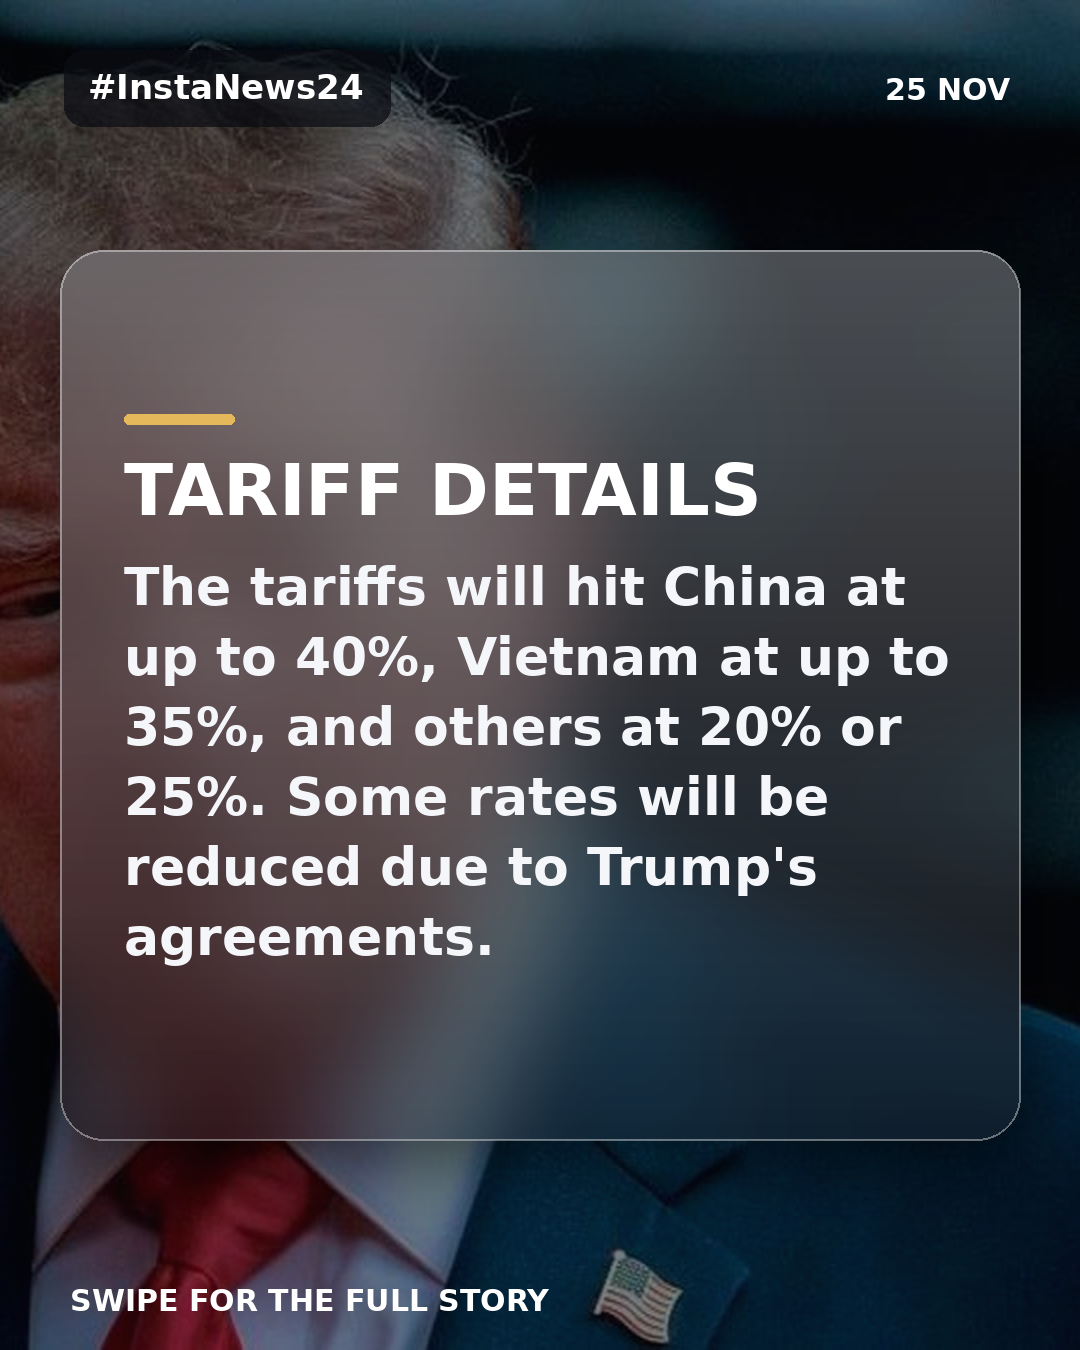 #InstaNews24
25 NOV
TARIFF DETAILS
The tariffs will hit China at
up to 40%, Vietnam at up to
35%, and others at 20% or
25%. Some rates will be
reduced due to Trump's
agreements.
SWIPE FOR THE FULL STORY